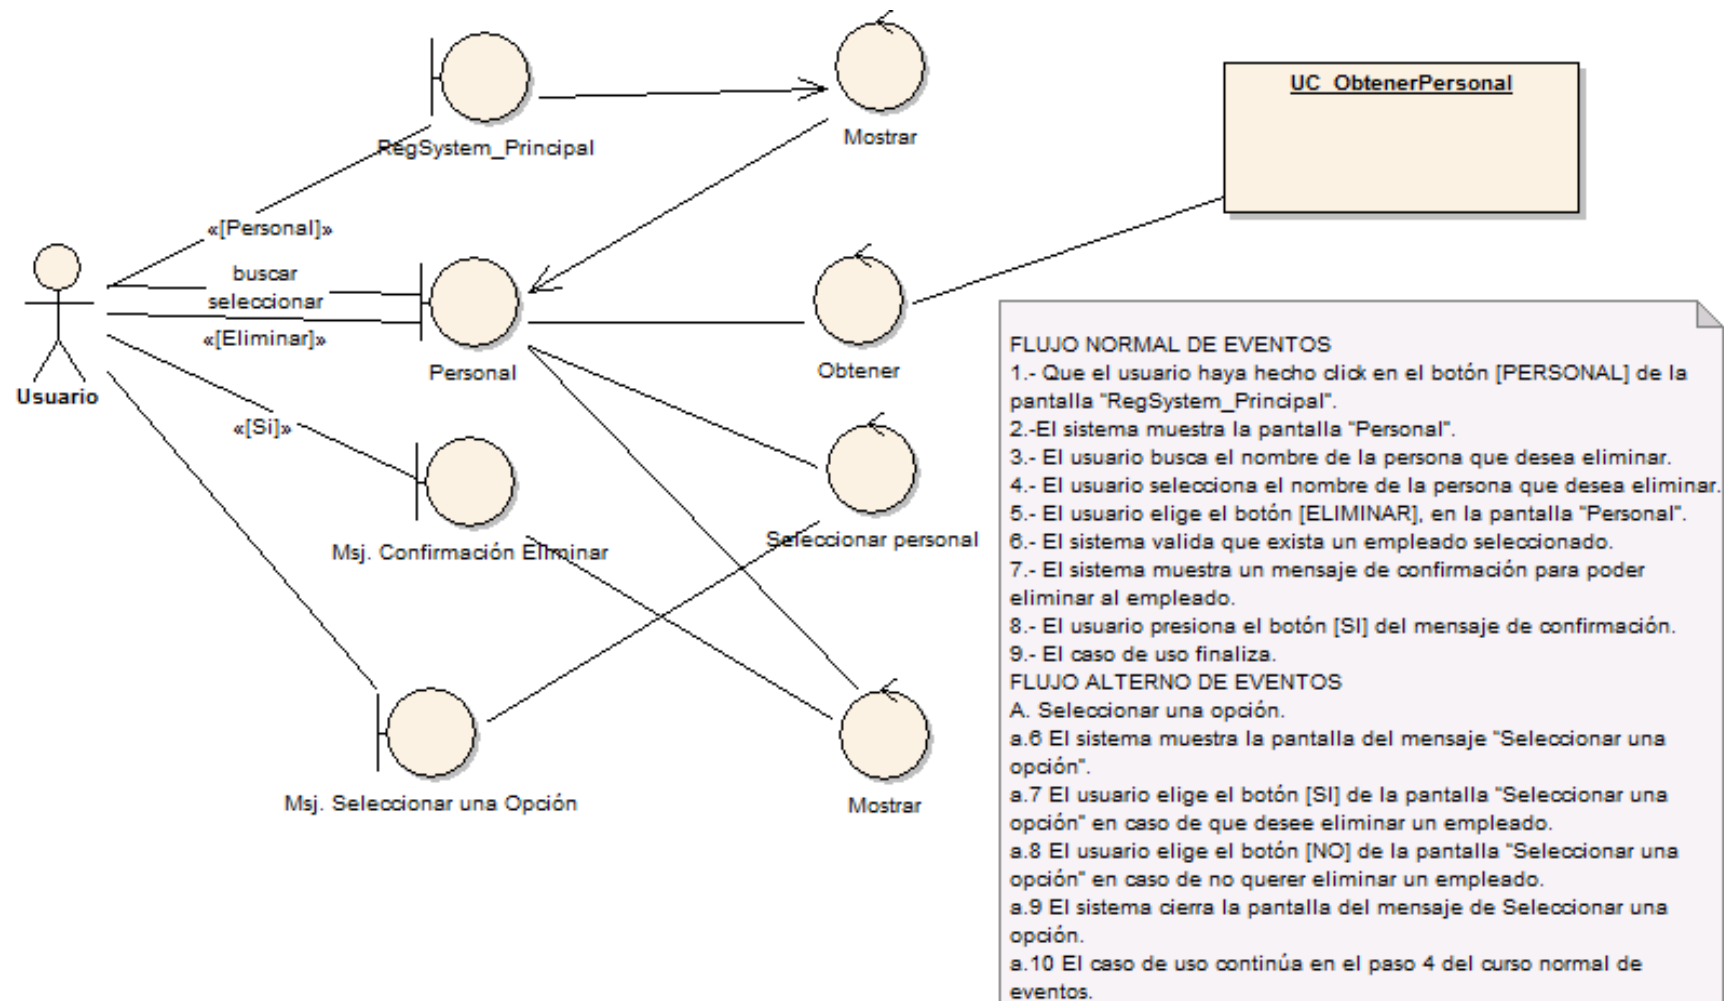 UC_ObtenerPersonal
Mostrar
RegSystem_Principal
«[Personal]»
buscar
seleccionar
«[Eliminar]»
Usuario
Personal
Obtener
«[Si]»
Msj. Confirmación Eliminar
Seleccionar personal
Msj. Seleccionar una Opción
Mostrar
FLUJO NORMAL DE EVENTOS
1.- Que el usuario haya hecho click en el botón [PERSONAL] de la
pantalla "RegSystem_Principal".
2.-El sistema muestra la pantalla "Personal".
3.- El usuario busca el nombre de la persona que desea eliminar.
4.- El usuario selecciona el nombre de la persona que desea eliminar.
5.- El usuario elige el botón [ELIMINAR], en la pantalla "Personal".
6.- El sistema valida que exista un empleado seleccionado.
7.- El sistema muestra un mensaje de confirmación para poder
eliminar al empleado.
8.- El usuario presiona el botón [SI] del mensaje de confirmación.
9.- El caso de uso finaliza.
FLUJO ALTERNO DE EVENTOS
A. Seleccionar una opción.
a.6 El sistema muestra la pantalla del mensaje "Seleccionar una
opción".
a.7 El usuario elige el botón [SI] de la pantalla "Seleccionar una
opción" en caso de que desee eliminar un empleado.
a.8 El usuario elige el botón [NO] de la pantalla "Seleccionar una
opción" en caso de no querer eliminar un empleado.
a.9 El sistema cierra la pantalla del mensaje de Seleccionar una
opción.
a.10 El caso de uso continúa en el paso 4 del curso normal de
eventos.